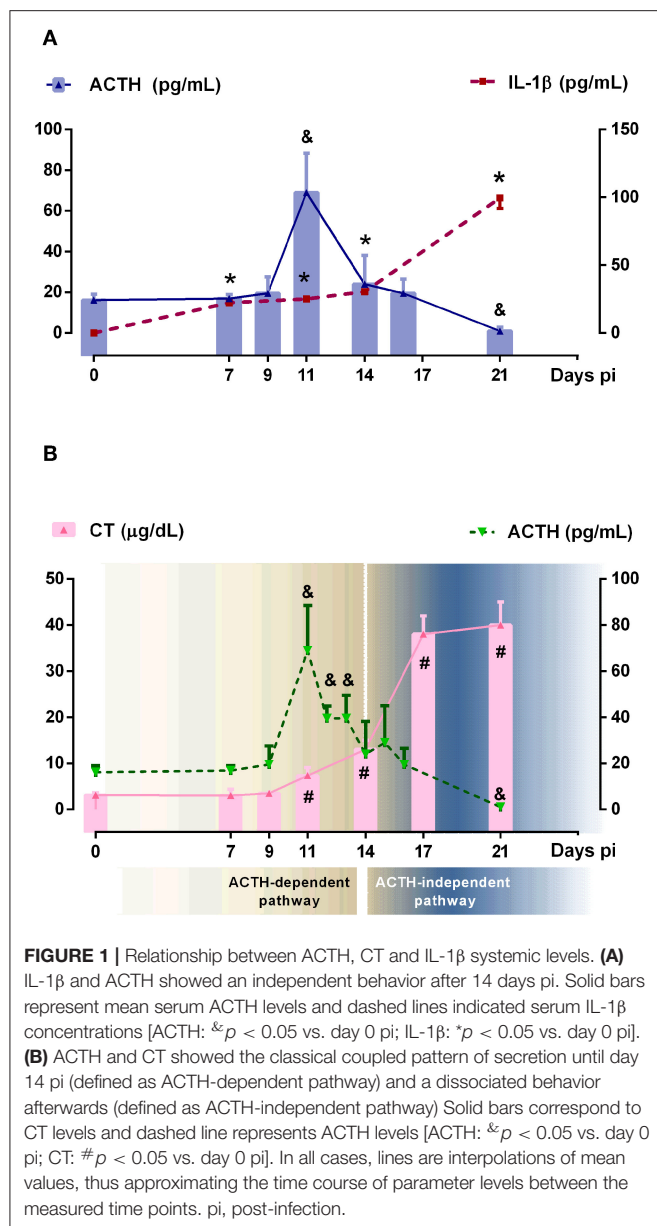 A
ACTH (pg/mL) IL-1β (pg/mL)
100 150
80
60 100
40
50
20
0 0
& * * * * &
0 7 9 11 14 17 21 Days pi
B
CT (μg/dL) ACTH (pg/mL)
50 100
40 80
30 60
20 40
10 20
0 0
& & & # # # # &
0 7 9 11 14 17 21 Days pi
ACTH-dependent ACTH-independent
pathway pathway
FIGURE 1 | Relationship between ACTH, CT and IL-1β systemic levels. (A)
IL-1β and ACTH showed an independent behavior after 14 days pi. Solid bars
represent mean serum ACTH levels and dashed lines indicated serum IL-1β
concentrations [ACTH: &p < 0.05 vs. day 0 pi; IL-1β: *p < 0.05 vs. day 0 pi].
(B) ACTH and CT showed the classical coupled pattern of secretion until day
14 pi (defined as ACTH-dependent pathway) and a dissociated behavior
afterwards (defined as ACTH-independent pathway) Solid bars correspond to
CT levels and dashed line represents ACTH levels [ACTH: &p < 0.05 vs. day 0
pi; CT: #p < 0.05 vs. day 0 pi]. In all cases, lines are interpolations of mean
values, thus approximating the time course of parameter levels between the
measured time points. pi, post-infection.